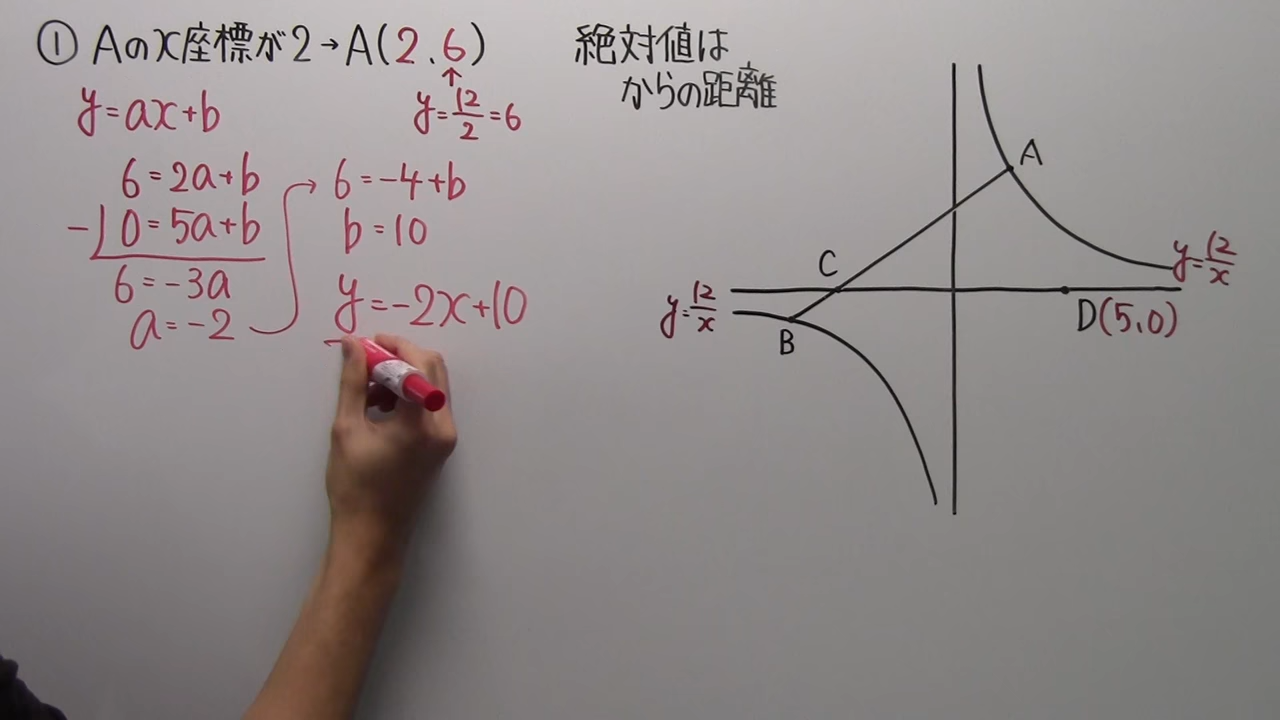 ① Aのx座標が2→A(2, 6)
↑
y=12/2=6
y=ax+b
6=2a+b
-) 0=5a+b
6=-3a
a=-2
6=-4+b
b=10
y=-2x+10
絶対値は
からの距離
A
y=12/x
C
D(5,0)
y=12/x
B